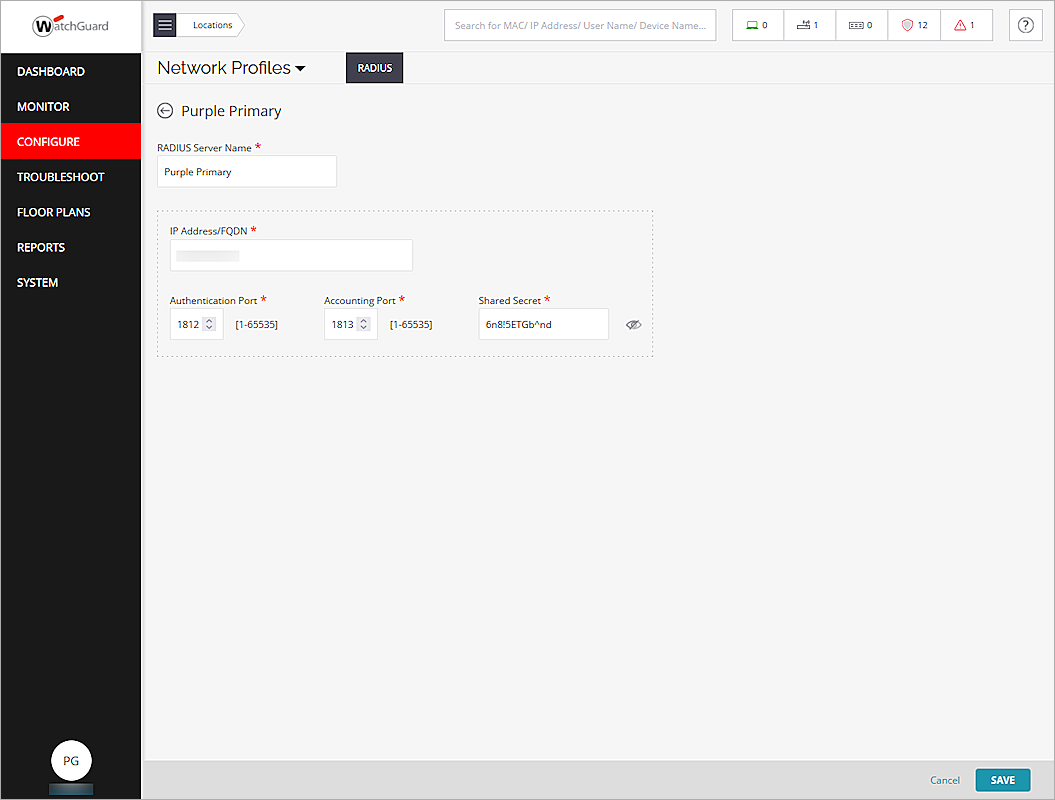 WatchGuard
Locations
Search for MAC/ IP Address/ User Name/ Device Name...
0
1
0
12
1
?
DASHBOARD
MONITOR
CONFIGURE
TROUBLESHOOT
FLOOR PLANS
REPORTS
SYSTEM
PG
Network Profiles
RADIUS
Purple Primary
RADIUS Server Name *
Purple Primary
IP Address/FQDN *
Authentication Port * Accounting Port * Shared Secret *
1812 [1-65535] 1813 [1-65535] 6n8!5ETGb^nd
Cancel SAVE